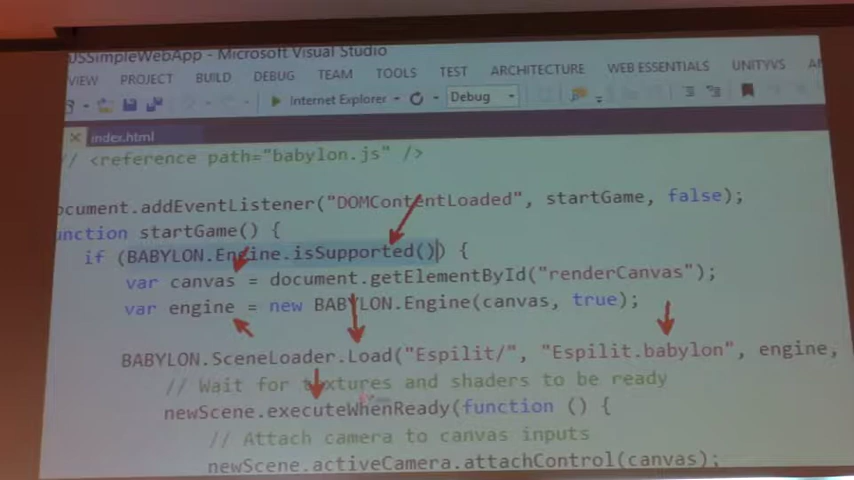 JSSimpleWebApp - Microsoft Visual Studio
VIEW PROJECT BUILD DEBUG TEAM TOOLS TEST ARCHITECTURE WEB ESSENTIALS UNITYVS
Internet Explorer Debug
index.html
// <reference path="babylon.js" />
ocument.addEventListener("DOMContentLoaded", startGame, false);
unction startGame() {
if (BABYLON.Engine.isSupported()) {
var canvas = document.getElementById("renderCanvas");
var engine = new BABYLON.Engine(canvas, true);
BABYLON.SceneLoader.Load("Espilit/", "Espilit.babylon", engine,
// Wait for textures and shaders to be ready
newScene.executeWhenReady(function () {
// Attach camera to canvas inputs
newScene.activeCamera.attachControl(canvas);